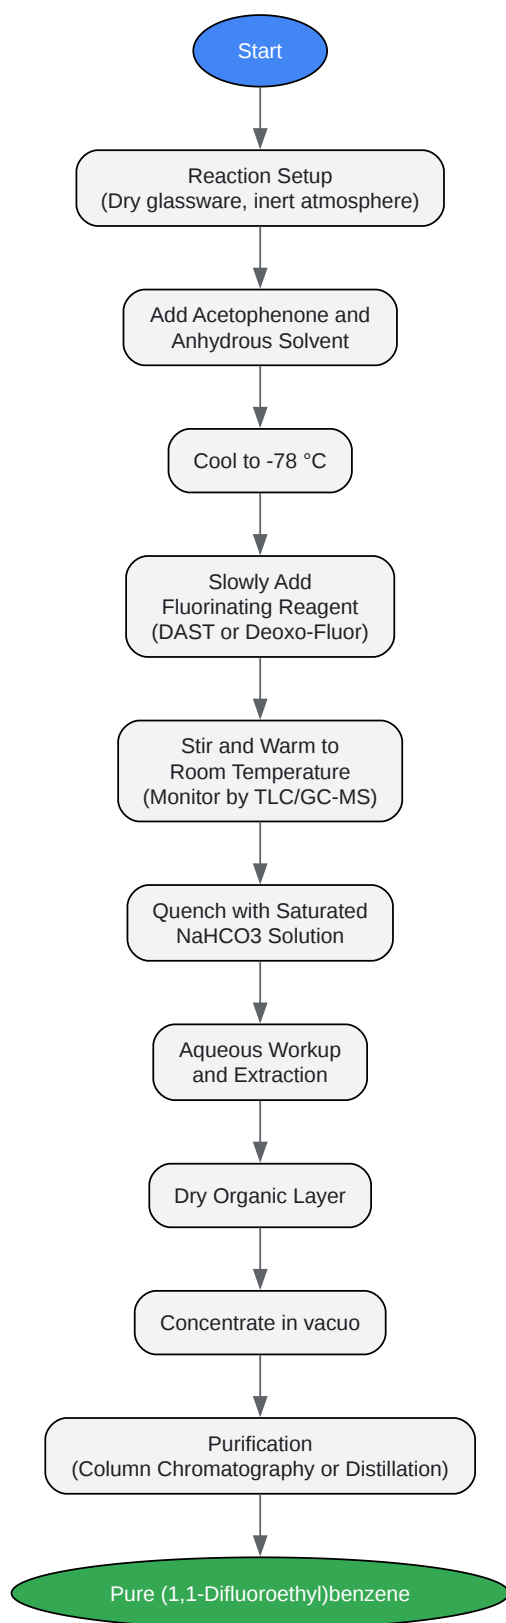 Start
Reaction Setup
(Dry glassware, inert atmosphere)
Add Acetophenone and
Anhydrous Solvent
Cool to -78 °C
Slowly Add
Fluorinating Reagent
(DAST or Deoxo-Fluor)
Stir and Warm to
Room Temperature
(Monitor by TLC/GC-MS)
Quench with Saturated
NaHCO3 Solution
Aqueous Workup
and Extraction
Dry Organic Layer
Concentrate in vacuo
Purification
(Column Chromatography or Distillation)
Pure (1,1-Difluoroethyl)benzene